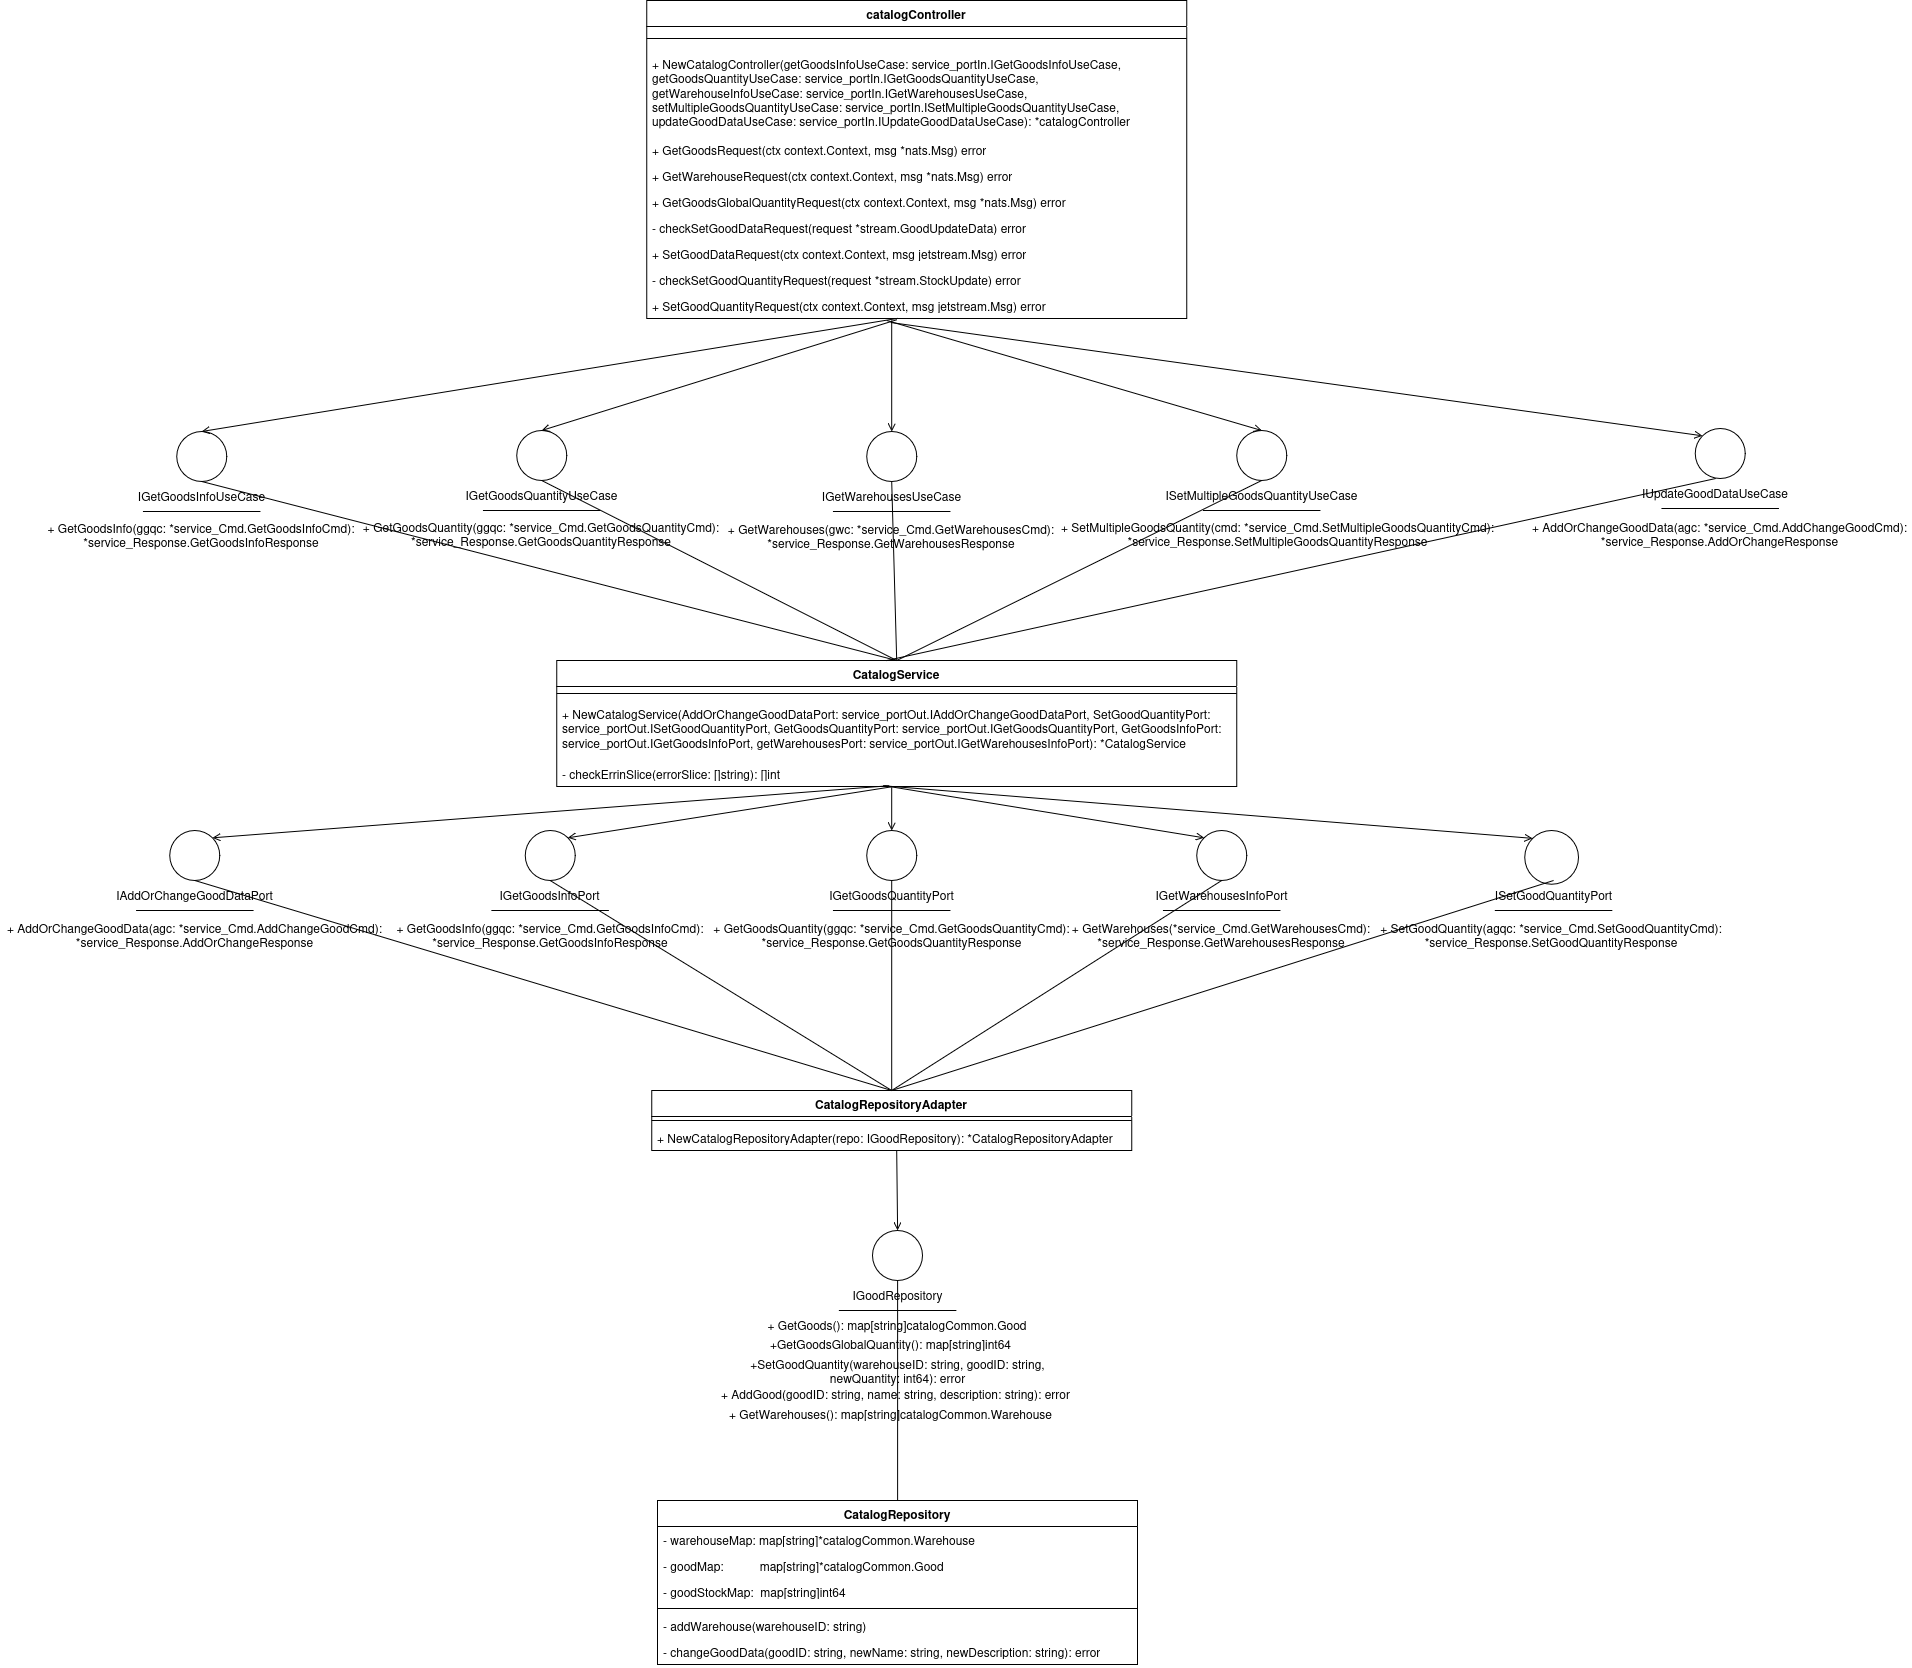 catalogController
+ NewCatalogController(getGoodsInfoUseCase: service_portIn.IGetGoodsInfoUseCase,
getGoodsQuantityUseCase: service_portIn.IGetGoodsQuantityUseCase,
getWarehouseInfoUseCase: service_portIn.IGetWarehousesUseCase,
setMultipleGoodsQuantityUseCase: service_portIn.ISetMultipleGoodsQuantityUseCase,
updateGoodDataUseCase: service_portIn.IUpdateGoodDataUseCase): *catalogController
+ GetGoodsRequest(ctx context.Context, msg *nats.Msg) error
+ GetWarehouseRequest(ctx context.Context, msg *nats.Msg) error
+ GetGoodsGlobalQuantityRequest(ctx context.Context, msg *nats.Msg) error
- checkSetGoodDataRequest(request *stream.GoodUpdateData) error
+ SetGoodDataRequest(ctx context.Context, msg jetstream.Msg) error
- checkSetGoodQuantityRequest(request *stream.StockUpdate) error
+ SetGoodQuantityRequest(ctx context.Context, msg jetstream.Msg) error
IGetGoodsInfoUseCase
+ GetGoodsInfo(ggqc: *service_Cmd.GetGoodsInfoCmd):
*service_Response.GetGoodsInfoResponse
IGetGoodsQuantityUseCase
+ GetGoodsQuantity(ggqc: *service_Cmd.GetGoodsQuantityCmd):
*service_Response.GetGoodsQuantityResponse
IGetWarehousesUseCase
+ GetWarehouses(gwc: *service_Cmd.GetWarehousesCmd):
*service_Response.GetWarehousesResponse
ISetMultipleGoodsQuantityUseCase
+ SetMultipleGoodsQuantity(cmd: *service_Cmd.SetMultipleGoodsQuantityCmd):
*service_Response.SetMultipleGoodsQuantityResponse
IUpdateGoodDataUseCase
+ AddOrChangeGoodData(agc: *service_Cmd.AddChangeGoodCmd):
*service_Response.AddOrChangeResponse
CatalogService
+ NewCatalogService(AddOrChangeGoodDataPort: service_portOut.IAddOrChangeGoodDataPort, SetGoodQuantityPort:
service_portOut.ISetGoodQuantityPort, GetGoodsQuantityPort: service_portOut.IGetGoodsQuantityPort, GetGoodsInfoPort:
service_portOut.IGetGoodsInfoPort, getWarehousesPort: service_portOut.IGetWarehousesInfoPort): *CatalogService
- checkErrinSlice(errorSlice: []string): []int
IAddOrChangeGoodDataPort
+ AddOrChangeGoodData(agc: *service_Cmd.AddChangeGoodCmd):
*service_Response.AddOrChangeResponse
IGetGoodsInfoPort
+ GetGoodsInfo(ggqc: *service_Cmd.GetGoodsInfoCmd):
*service_Response.GetGoodsInfoResponse
IGetGoodsQuantityPort
+ GetGoodsQuantity(ggqc: *service_Cmd.GetGoodsQuantityCmd):
*service_Response.GetGoodsQuantityResponse
IGetWarehousesInfoPort
+ GetWarehouses(*service_Cmd.GetWarehousesCmd):
*service_Response.GetWarehousesResponse
ISetGoodQuantityPort
+ SetGoodQuantity(agqc: *service_Cmd.SetGoodQuantityCmd):
*service_Response.SetGoodQuantityResponse
CatalogRepositoryAdapter
+ NewCatalogRepositoryAdapter(repo: IGoodRepository): *CatalogRepositoryAdapter
IGoodRepository
+ GetGoods(): map[string]catalogCommon.Good
+GetGoodsGlobalQuantity(): map[string]int64
+SetGoodQuantity(warehouseID: string, goodID: string,
newQuantity: int64): error
+ AddGood(goodID: string, name: string, description: string): error
+ GetWarehouses(): map[string]catalogCommon.Warehouse
CatalogRepository
- warehouseMap: map[string]*catalogCommon.Warehouse
- goodMap: map[string]*catalogCommon.Good
- goodStockMap: map[string]int64
- addWarehouse(warehouseID: string)
- changeGoodData(goodID: string, newName: string, newDescription: string): error